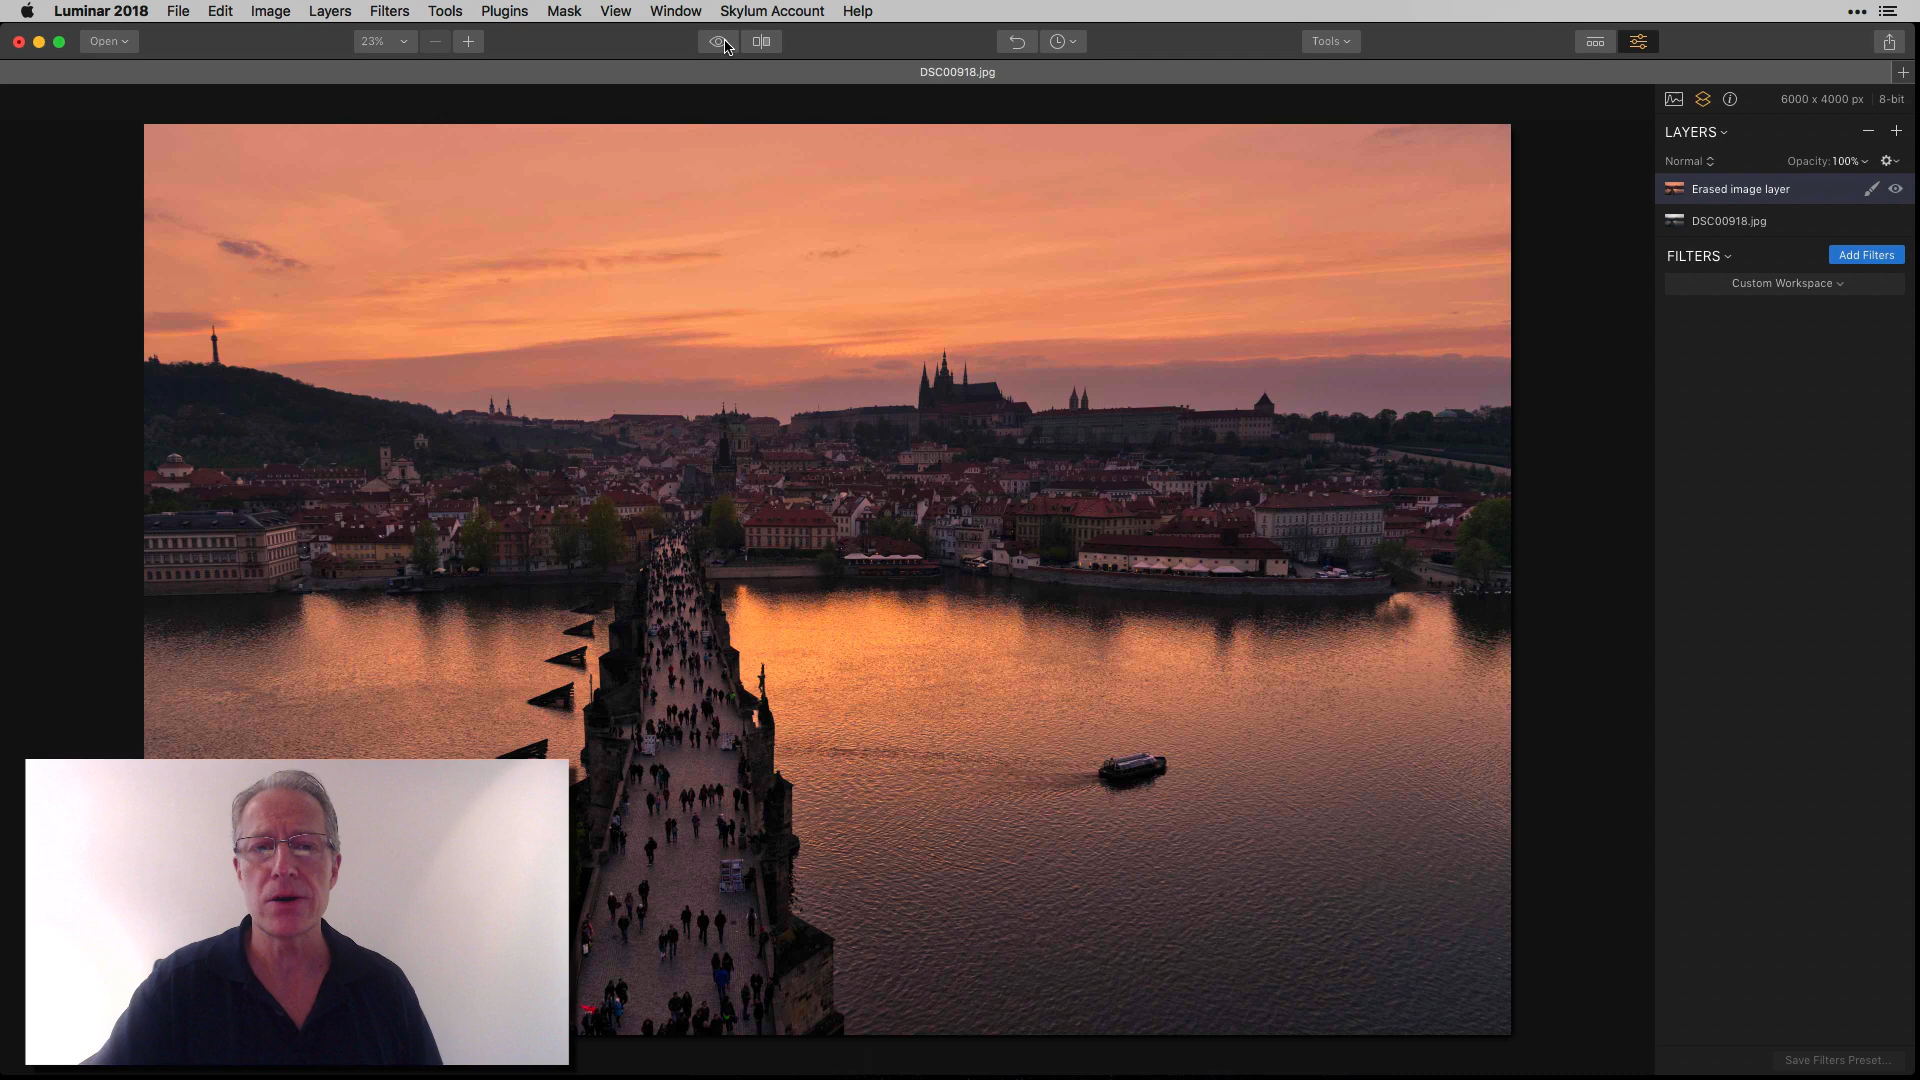 Luminar 2018 File Edit Image Layers Filters Tools Plugins Mask View Window Skylum Account Help
Open 23% Tools
DSC00918.jpg
6000 x 4000 px 8-bit
LAYERS
Normal Opacity: 100%
Erased image layer
DSC00918.jpg
FILTERS Add Filters
Custom Workspace
Save Filters Preset...